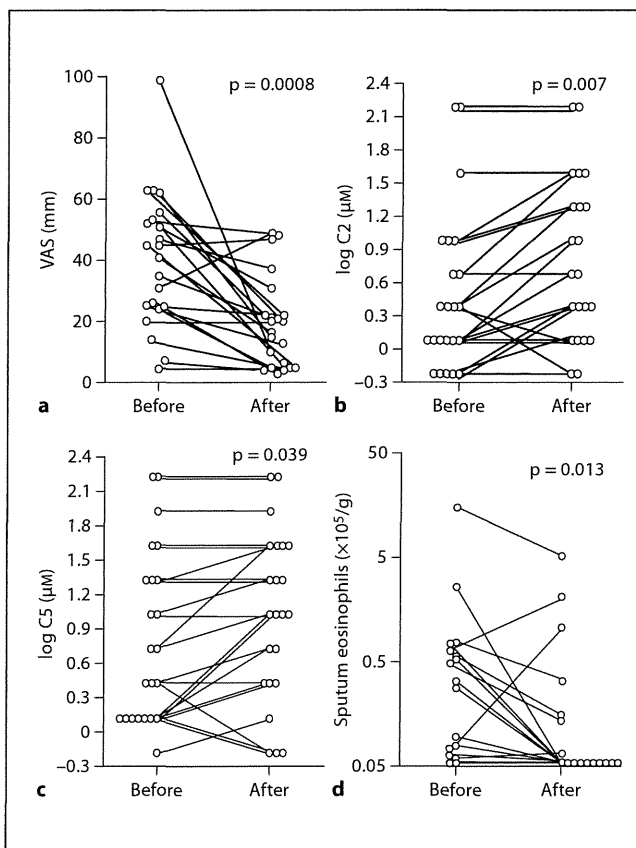 100
80
60
40
20
0
VAS (mm)
p = 0.0008
Before
After
a
2.4
2.1
1.8
1.5
1.2
0.9
0.6
0.3
0
–0.3
log C2 (µM)
p = 0.007
Before
After
b
2.4
2.1
1.8
1.5
1.2
0.9
0.6
0.3
0
–0.3
log C5 (µM)
p = 0.039
Before
After
c
50
5
0.5
0.05
Sputum eosinophils (×10⁵/g)
p = 0.013
Before
After
d